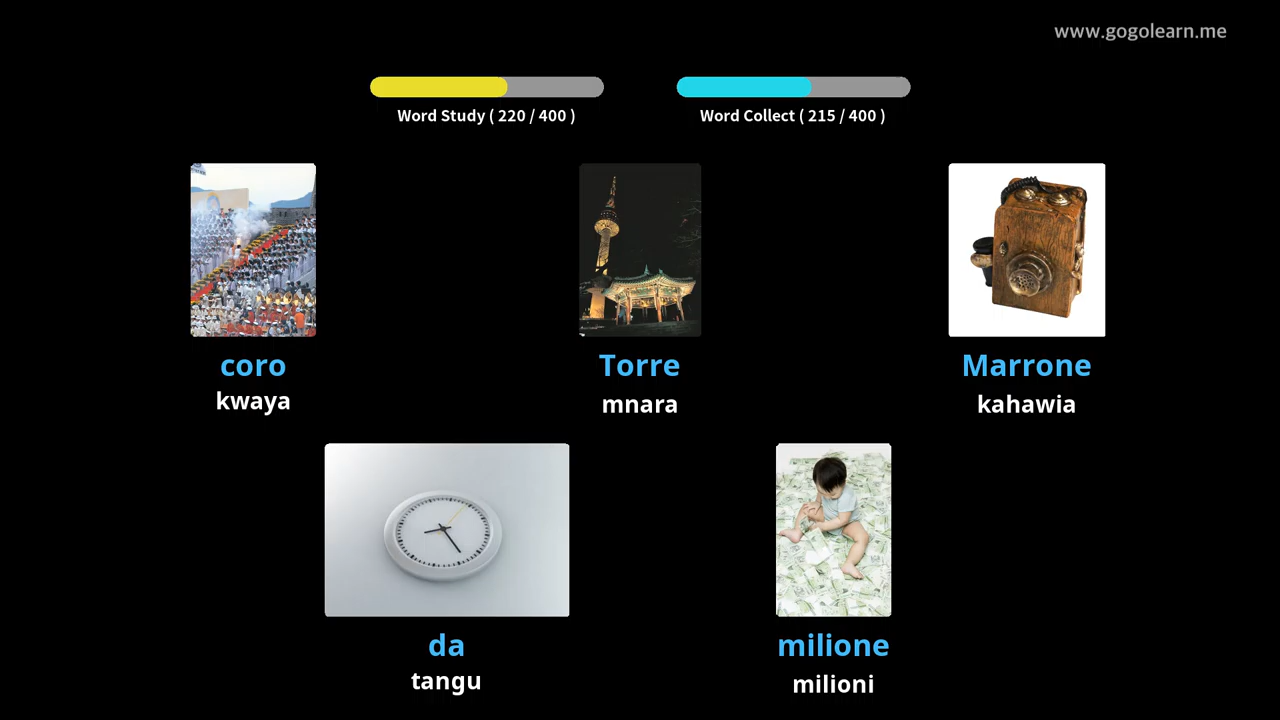 www.gogolearn.me
Word Study ( 220 / 400 )
Word Collect ( 215 / 400 )
coro
kwaya
Torre
mnara
Marrone
kahawia
da
tangu
milione
milioni